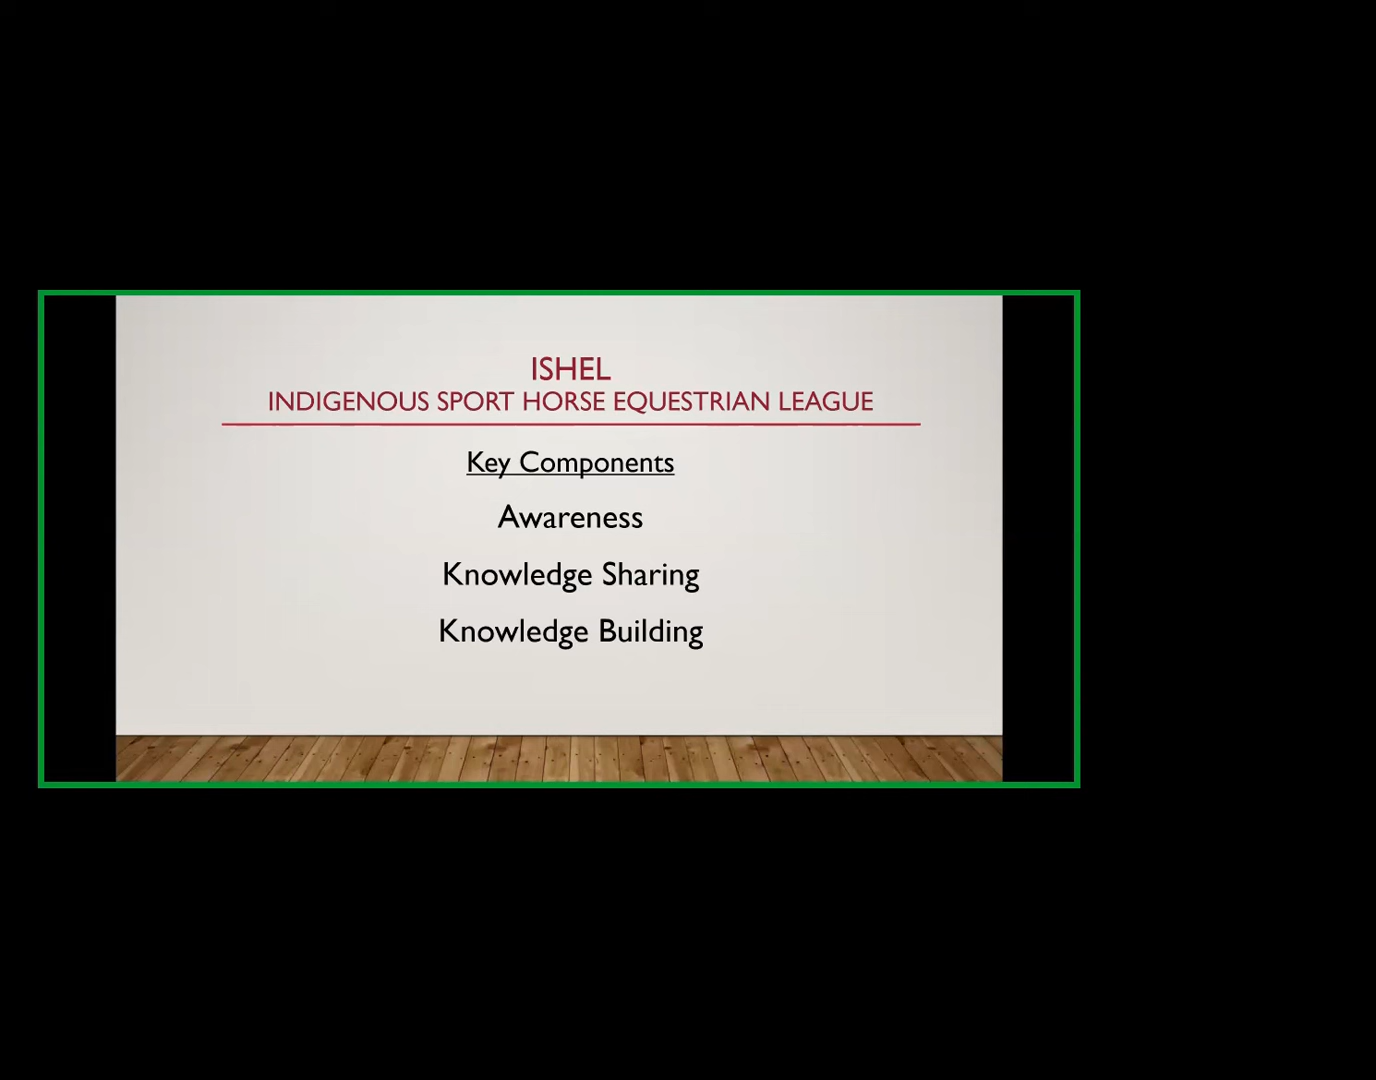 ISHEL
INDIGENOUS SPORT HORSE EQUESTRIAN LEAGUE
Key Components
Awareness
Knowledge Sharing
Knowledge Building